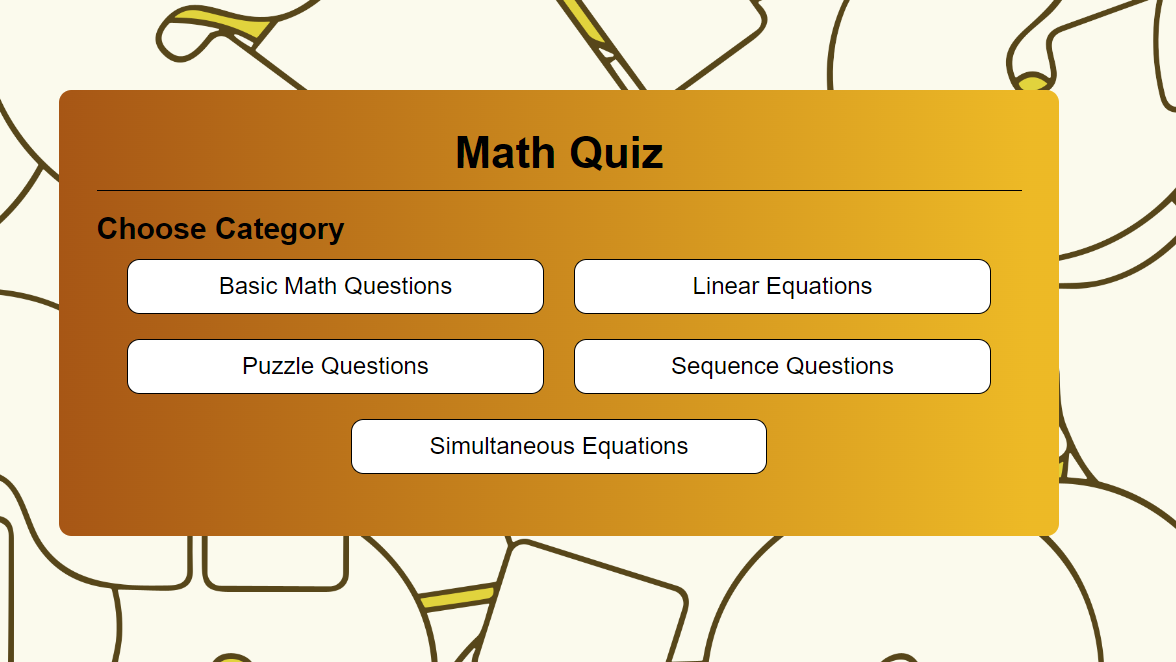 Math Quiz
Choose Category
Basic Math Questions
Linear Equations
Puzzle Questions
Sequence Questions
Simultaneous Equations